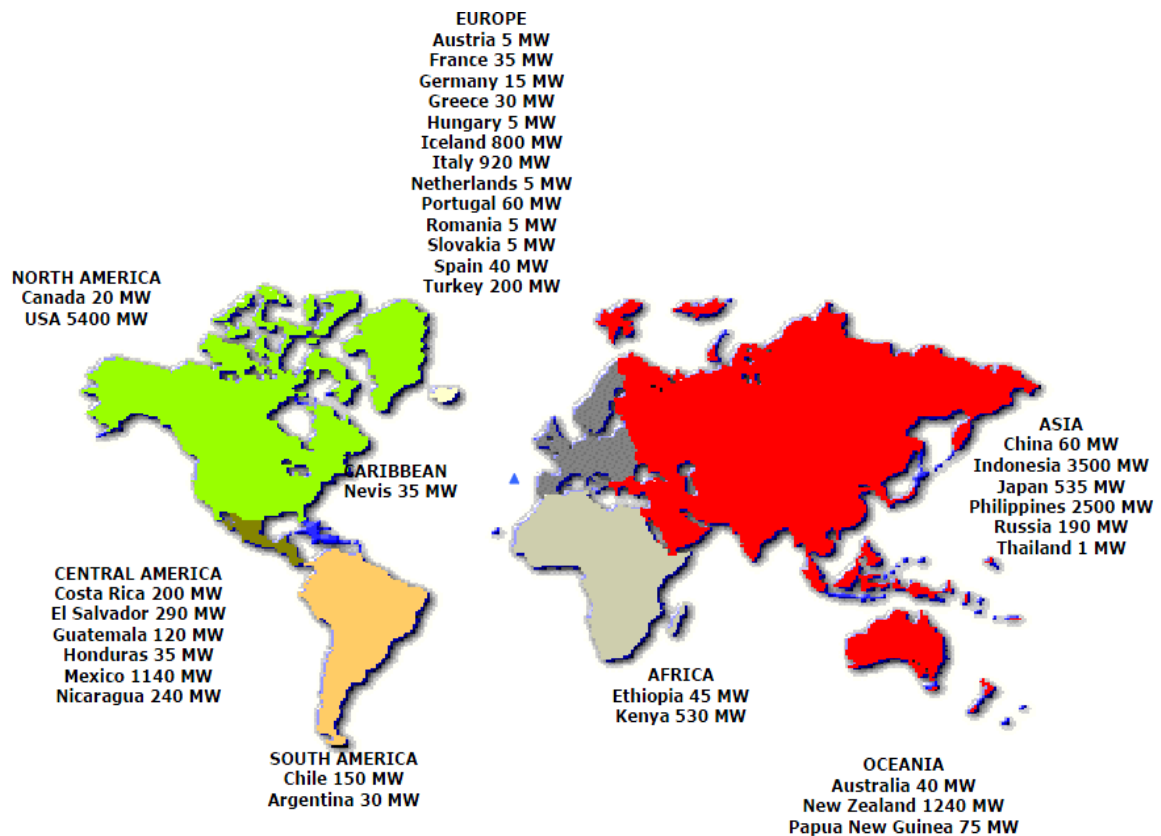 EUROPE
Austria 5 MW
France 35 MW
Germany 15 MW
Greece 30 MW
Hungary 5 MW
Iceland 800 MW
Italy 920 MW
Netherlands 5 MW
Portugal 60 MW
Romania 5 MW
Slovakia 5 MW
Spain 40 MW
Turkey 200 MW
NORTH AMERICA
Canada 20 MW
USA 5400 MW
CARIBBEAN
Nevis 35 MW
ASIA
China 60 MW
Indonesia 3500 MW
Japan 535 MW
Philippines 2500 MW
Russia 190 MW
Thailand 1 MW
CENTRAL AMERICA
Costa Rica 200 MW
El Salvador 290 MW
Guatemala 120 MW
Honduras 35 MW
Mexico 1140 MW
Nicaragua 240 MW
AFRICA
Ethiopia 45 MW
Kenya 530 MW
SOUTH AMERICA
Chile 150 MW
Argentina 30 MW
OCEANIA
Australia 40 MW
New Zealand 1240 MW
Papua New Guinea 75 MW